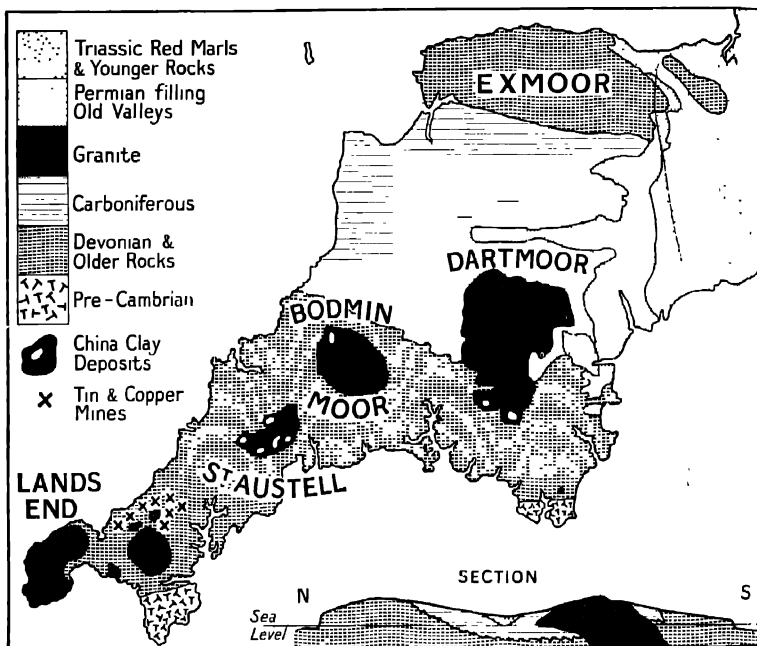 Triassic Red Marls
& Younger Rocks
Permian filling
Old Valleys
Granite
Carboniferous
Devonian &
Older Rocks
Pre-Cambrian
China Clay
Deposits
Tin & Copper
Mines
EXMOOR
DARTMOOR
BODMIN
MOOR
ST AUSTELL
LANDS
END
SECTION
N
S
Sea
Level